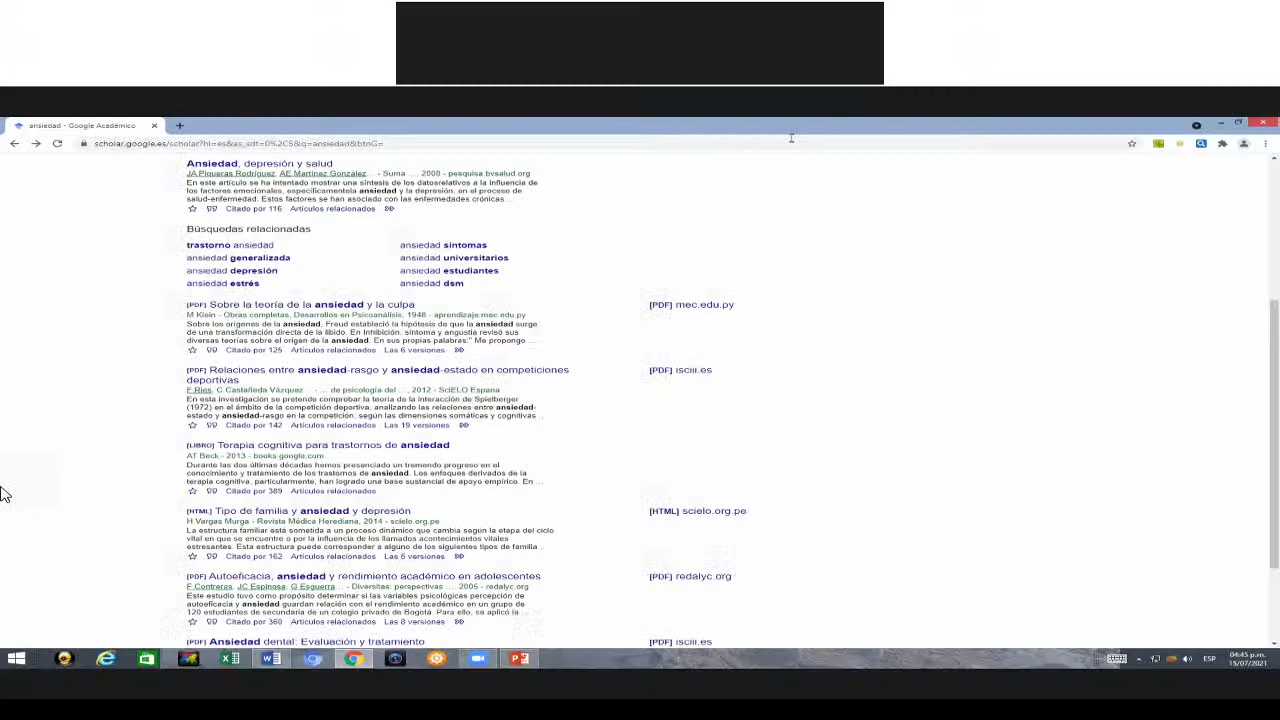 ansiedad - Google Académico
scholar.google.es/scholar?hl=es&as_sdt=0%2C5&q=ansiedad&btnG=
Ansiedad, depresión y salud
JA Piqueras Rodríguez, AE Martínez González… - Suma …, 2008 - pesquisa.bvsalud.org
En este artículo se ha intentado mostrar una síntesis de los datosrelativos a la influencia de
los factores emocionales, específicamentela ansiedad y la depresión, en el proceso de
salud-enfermedad. Estos factores se han asociado con las enfermedades crónicas …
Citado por 116 Artículos relacionados
Búsquedas relacionadas
trastorno ansiedad
ansiedad síntomas
ansiedad generalizada
ansiedad universitarios
ansiedad depresión
ansiedad estudiantes
ansiedad estrés
ansiedad dsm
[PDF] Sobre la teoría de la ansiedad y la culpa
[PDF] mec.edu.py
M Klein - Obras completas, Desarrollos en Psicoanálisis, 1948 - aprendizaje.mec.edu.py
Sobre los orígenes de la ansiedad, Freud estableció la hipótesis de que la ansiedad surge
de una transformación directa de la libido. En Inhibición, síntoma y angustia revisó sus
diversas teorías sobre el origen de la ansiedad. En sus propias palabras:" Me propongo …
Citado por 125 Artículos relacionados Las 6 versiones
[PDF] Relaciones entre ansiedad-rasgo y ansiedad-estado en competiciones
deportivas
[PDF] isciii.es
F Ries, C Castañeda Vázquez… - … de psicología del …, 2012 - SciELO Espana
En esta investigación se pretende comprobar la teoría de la interacción de Spielberger
(1972) en el ámbito de la competición deportiva, analizando las relaciones entre ansiedad-
estado y ansiedad-rasgo en la competición, según las dimensiones somáticas y cognitivas …
Citado por 142 Artículos relacionados Las 19 versiones
[LIBRO] Terapia cognitiva para trastornos de ansiedad
AT Beck - 2013 - books.google.com
Durante las dos últimas décadas hemos presenciado un tremendo progreso en el
conocimiento y tratamiento de los trastornos de ansiedad. Los enfoques derivados de la
terapia cognitiva, particularmente, han logrado una base sustancial de apoyo empírico. En …
Citado por 389 Artículos relacionados
[HTML] Tipo de familia y ansiedad y depresión
[HTML] scielo.org.pe
H Vargas Murga - Revista Médica Herediana, 2014 - scielo.org.pe
La estructura familiar está sometida a un proceso dinámico que cambia según la etapa del ciclo
vital en que se encuentre o por la influencia de los llamados acontecimientos vitales
estresantes. Esta estructura puede corresponder a alguno de los siguientes tipos de familia …
Citado por 162 Artículos relacionados Las 5 versiones
[PDF] Autoeficacia, ansiedad y rendimiento académico en adolescentes
[PDF] redalyc.org
F Contreras, JC Espinosa, G Esguerra… - Diversitas: perspectivas …, 2005 - redalyc.org
Este estudio tuvo como propósito determinar si las variables psicológicas percepción de
autoeficacia y ansiedad guardan relación con el rendimiento académico en un grupo de
120 estudiantes de secundaria de un colegio privado de Bogotá. Para ello, se aplicó la …
Citado por 360 Artículos relacionados Las 8 versiones
[PDF] Ansiedad dental: Evaluación y tratamiento
[PDF] isciii.es
ESP
04:45 p.m.
15/07/2021